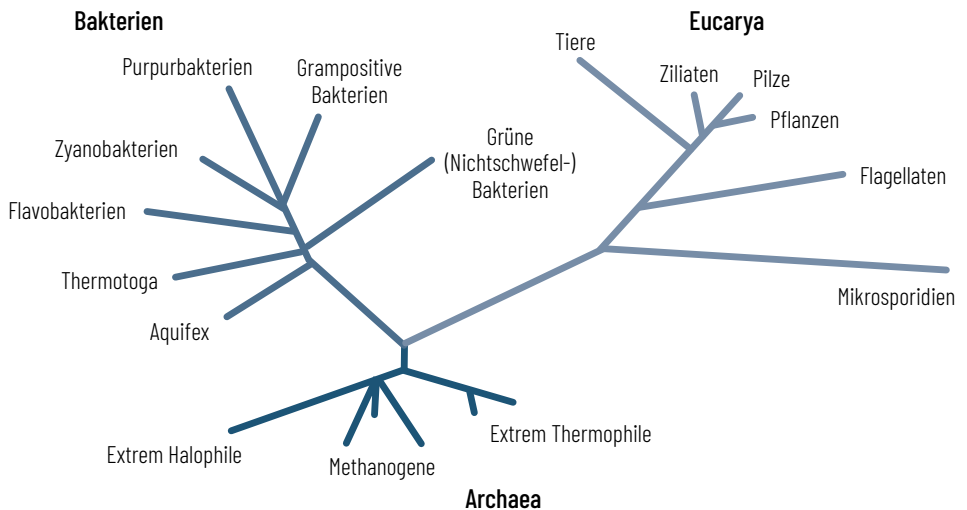 Bakterien
Eucarya
Tiere
Purpurbakterien
Grampositive
Bakterien
Ziliaten
Pilze
Pflanzen
Zyanobakterien
Grüne
(Nichtschwefel-)
Bakterien
Flagellaten
Flavobakterien
Thermotoga
Mikrosporidien
Aquifex
Extrem Halophile
Methanogene
Extrem Thermophile
Archaea